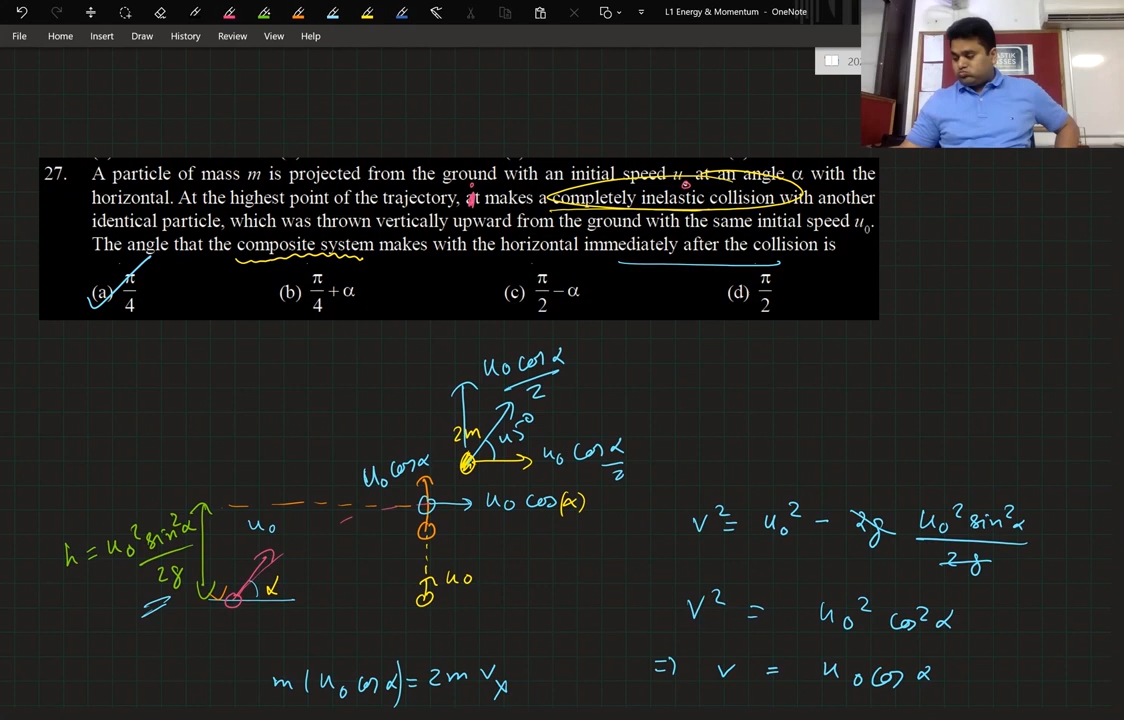 L1 Energy & Momentum - OneNote
File Home Insert Draw History Review View Help
27. A particle of mass m is projected from the ground with an initial speed u₀ at an angle α with the
horizontal. At the highest point of the trajectory, it makes a completely inelastic collision with another
identical particle, which was thrown vertically upward from the ground with the same initial speed u₀.
The angle that the composite system makes with the horizontal immediately after the collision is
(a) π/4 (b) π/4 + α (c) π/2 − α (d) π/2
u₀ cos α / 2
2m 45°
u₀ cos α / 2
u₀ cos α
u₀ cos(α)
h = u₀² sin² α / 2g
u₀
α
u₀
m(u₀ cos α) = 2m Vₓ
v² = u₀² − 2g u₀² sin² α / 2g
v² = u₀² cos² α
⇒ v = u₀ cos α